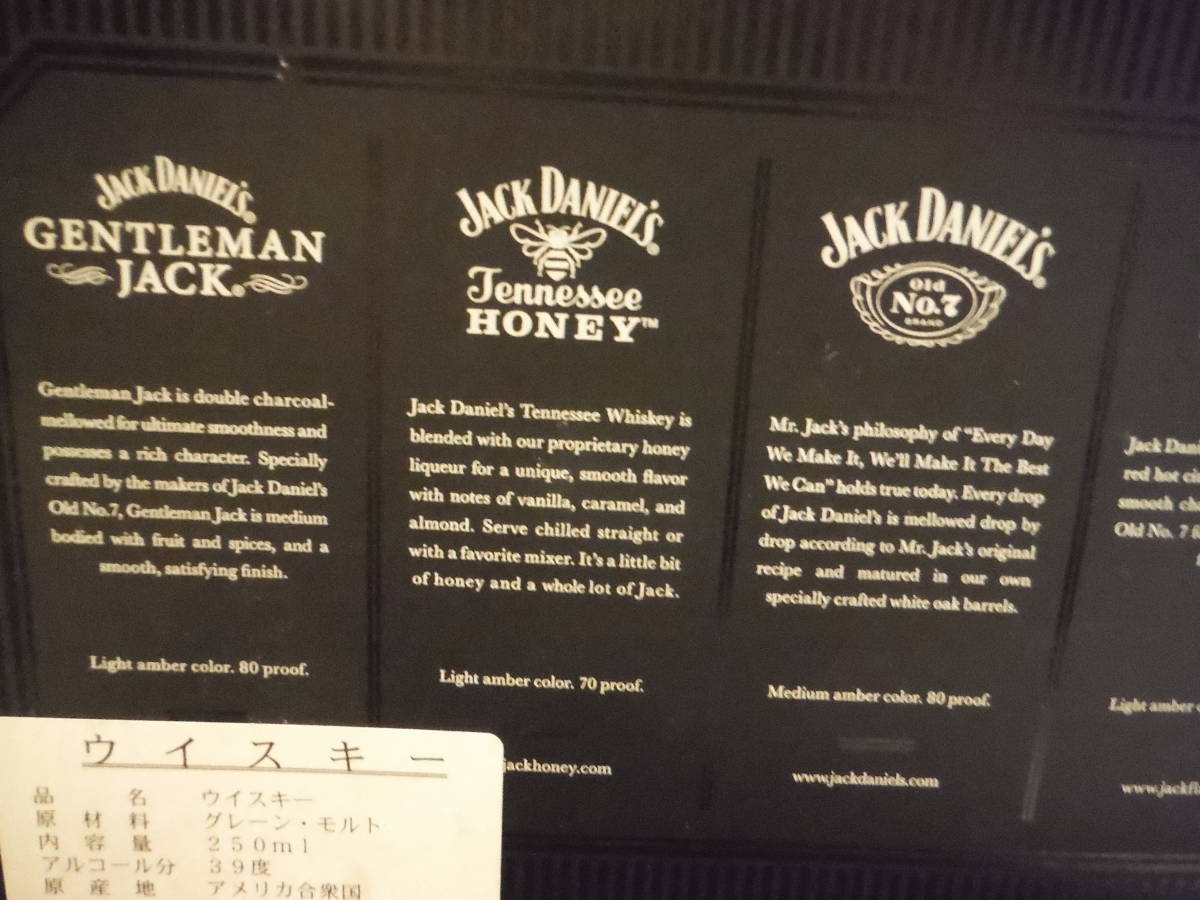 JACK DANIEL'S
GENTLEMAN
JACK®
Gentleman Jack is double charcoal-
mellowed for ultimate smoothness and
possesses a rich character. Specially
crafted by the makers of Jack Daniel's
Old No.7, Gentleman Jack is medium
bodied with fruit and spices, and a
smooth, satisfying finish.
Light amber color. 80 proof.
JACK DANIEL'S®
Tennessee
HONEY™
Jack Daniel's Tennessee Whiskey is
blended with our proprietary honey
liqueur for a unique, smooth flavor
with notes of vanilla, caramel, and
almond. Serve chilled straight or
with a favorite mixer. It's a little bit
of honey and a whole lot of Jack.
Light amber color. 70 proof.
jackhoney.com
JACK DANIEL'S®
Old
No.7
BRAND
Mr. Jack's philosophy of "Every Day
We Make It, We'll Make It The Best
We Can" holds true today. Every drop
of Jack Daniel's is mellowed drop by
drop according to Mr. Jack's original
recipe and matured in our own
specially crafted white oak barrels.
Medium amber color. 80 proof.
www.jackdaniels.com
Jack
red hot
smooth
Old No. 7
Light amber
www.jackf
ウイスキー
品名 ウイスキー
原材料 グレーン・モルト
内容量 250ml
アルコール分 39度
原産地 アメリカ合衆国